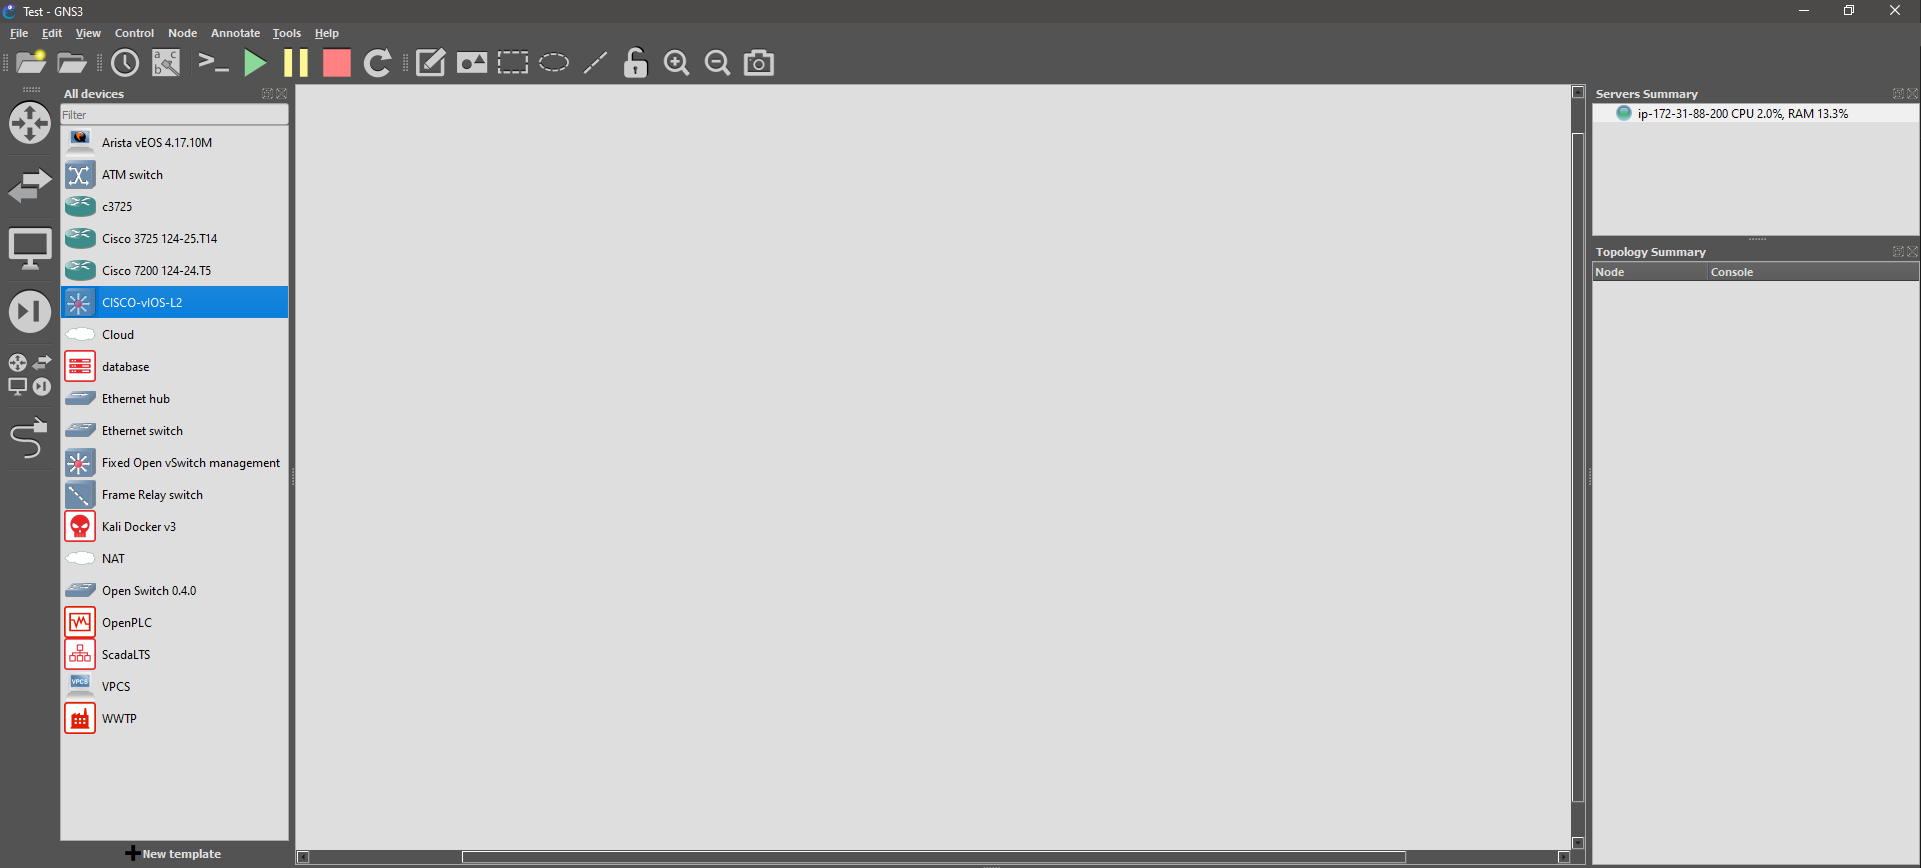 Test - GNS3
File Edit View Control Node Annotate Tools Help
All devices
Filter
Arista vEOS 4.17.10M
ATM switch
c3725
Cisco 3725 124-25.T14
Cisco 7200 124-24.T5
CISCO-vIOS-L2
Cloud
database
Ethernet hub
Ethernet switch
Fixed Open vSwitch management
Frame Relay switch
Kali Docker v3
NAT
Open Switch 0.4.0
OpenPLC
ScadaLTS
VPCS
VPCS
WWTP
New template
Servers Summary
ip-172-31-88-200 CPU 2.0%, RAM 13.3%
Topology Summary
Node Console
a c
b